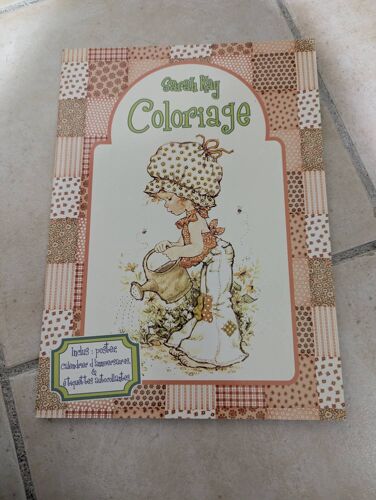 Sarah Kay
Coloriage
Inclus : poster,
calendrier d'anniversaires,
&
étiquettes autocollantes.